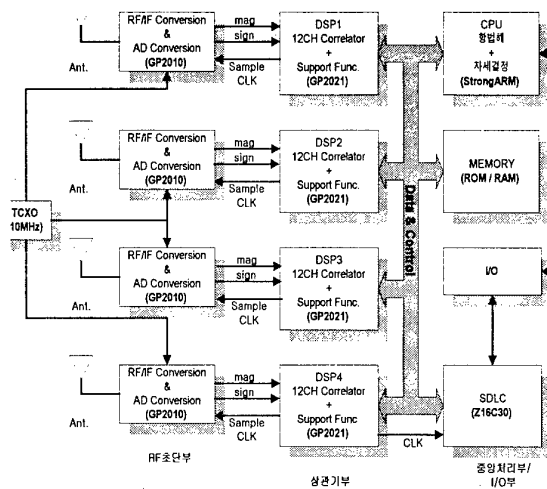 RF/IF Conversion
&
AD Conversion
(GP2010)
Ant.
mag
sign
Sample
CLK
DSP1
12CH Correlator
+
Support Func.
(GP2021)
CPU
항법해
+
자세결정
(StrongARM)
RF/IF Conversion
&
AD Conversion
(GP2010)
Ant.
mag
sign
Sample
CLK
DSP2
12CH Correlator
+
Support Func.
(GP2021)
MEMORY
(ROM / RAM)
TCXO
10MHz)
Data & Control
RF/IF Conversion
&
AD Conversion
(GP2010)
Ant.
mag
sign
Sample
CLK
DSP3
12CH Correlator
+
Support Func.
(GP2021)
I/O
RF/IF Conversion
&
AD Conversion
(GP2010)
Ant.
mag
sign
Sample
CLK
DSP4
12CH Correlator
+
Support Func
(GP2021)
CLK
SDLC
(Z16C30)
RF초단부
상관기부
중앙처리부/
I/O부